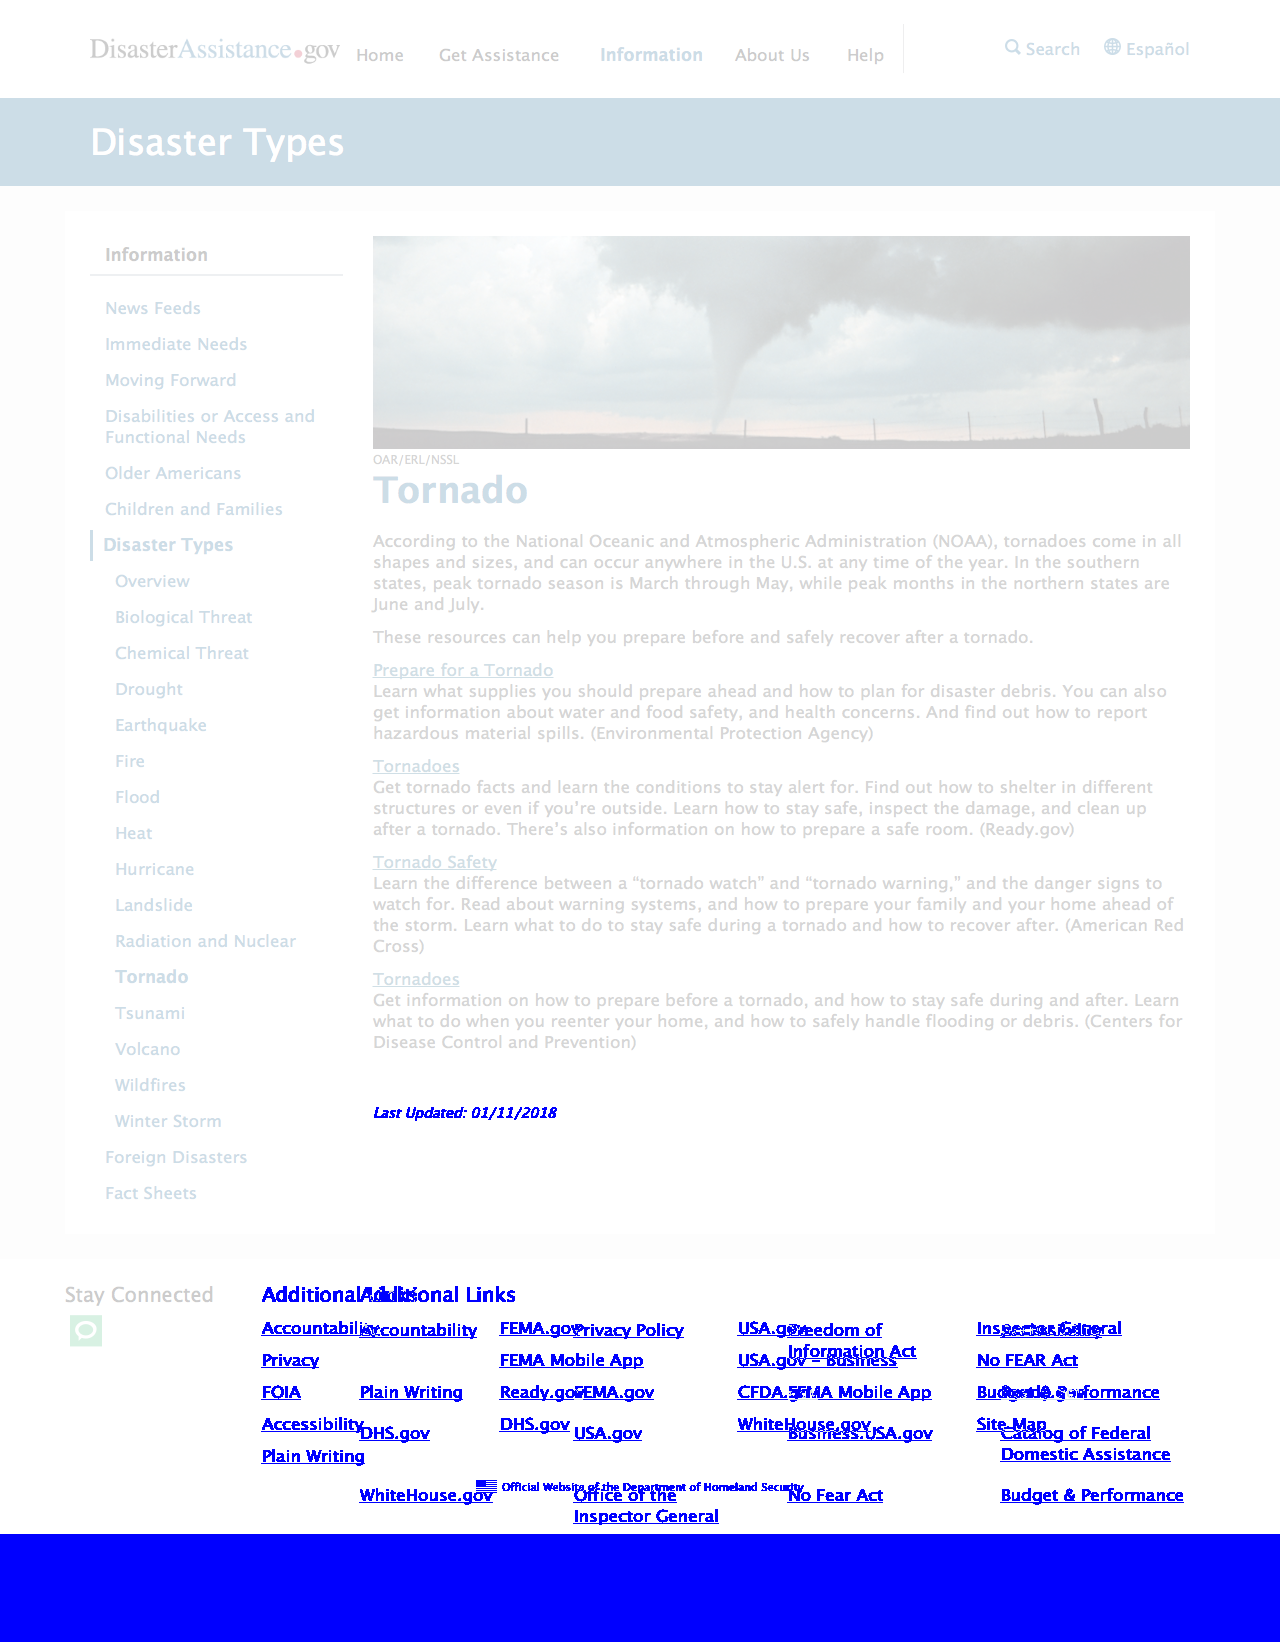 DisasterAssistance.gov Home Get Assistance Information About Us Help Search Español
Disaster Types
Information
News Feeds
Immediate Needs
Moving Forward
Disabilities or Access and
Functional Needs
Older Americans
Children and Families
Disaster Types
Overview
Biological Threat
Chemical Threat
Drought
Earthquake
Fire
Flood
Heat
Hurricane
Landslide
Radiation and Nuclear
Tornado
Tsunami
Volcano
Wildfires
Winter Storm
Foreign Disasters
Fact Sheets
OAR/ERL/NSSL
Tornado
According to the National Oceanic and Atmospheric Administration (NOAA), tornadoes come in all
shapes and sizes, and can occur anywhere in the U.S. at any time of the year. In the southern
states, peak tornado season is March through May, while peak months in the northern states are
June and July.
These resources can help you prepare before and safely recover after a tornado.
Prepare for a Tornado
Learn what supplies you should prepare ahead and how to plan for disaster debris. You can also
get information about water and food safety, and health concerns. And find out how to report
hazardous material spills. (Environmental Protection Agency)
Tornadoes
Get tornado facts and learn the conditions to stay alert for. Find out how to shelter in different
structures or even if you’re outside. Learn how to stay safe, inspect the damage, and clean up
after a tornado. There’s also information on how to prepare a safe room. (Ready.gov)
Tornado Safety
Learn the difference between a “tornado watch” and “tornado warning,” and the danger signs to
watch for. Read about warning systems, and how to prepare your family and your home ahead of
the storm. Learn what to do to stay safe during a tornado and how to recover after. (American Red
Cross)
Tornadoes
Get information on how to prepare before a tornado, and how to stay safe during and after. Learn
what to do when you reenter your home, and how to safely handle flooding or debris. (Centers for
Disease Control and Prevention)
Last Updated: 01/11/2018
Stay Connected
Additional Links
Accountability Accountability FEMA.gov Privacy Policy USA.gov Freedom of Inspector General
Information Act
Privacy FEMA Mobile App USA.gov - Business No FEAR Act
FOIA Plain Writing Ready.gov FEMA.gov CFDA.gov FEMA Mobile App Budget & Performance
Accessibility DHS.gov DHS.gov USA.gov WhiteHouse.gov Business.USA.gov Site Map Catalog of Federal
Domestic Assistance
Plain Writing
Official Website of the Department of Homeland Security
WhiteHouse.gov Office of the No Fear Act Budget & Performance
Inspector General